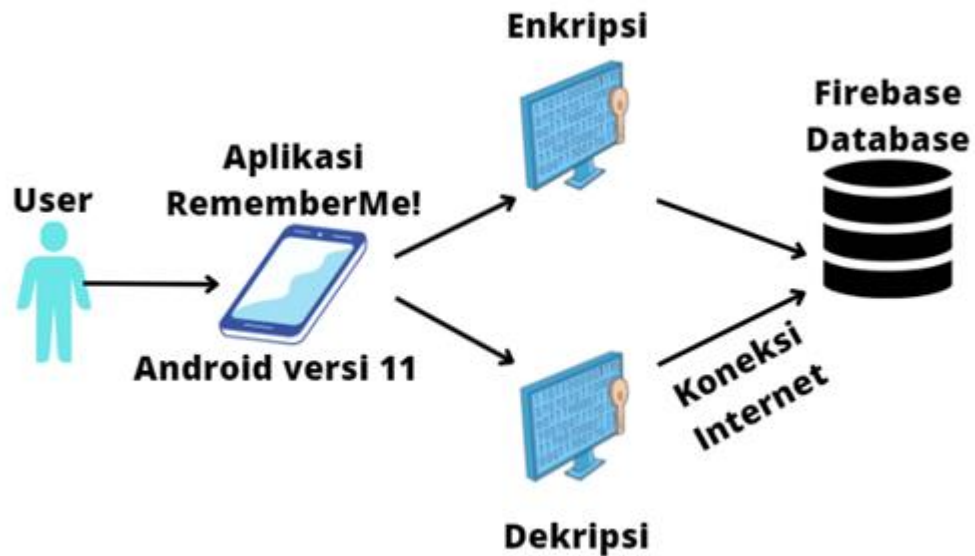 Enkripsi
Firebase
Database
Aplikasi
RememberMe!
User
Android versi 11
Koneksi
Internet
Dekripsi